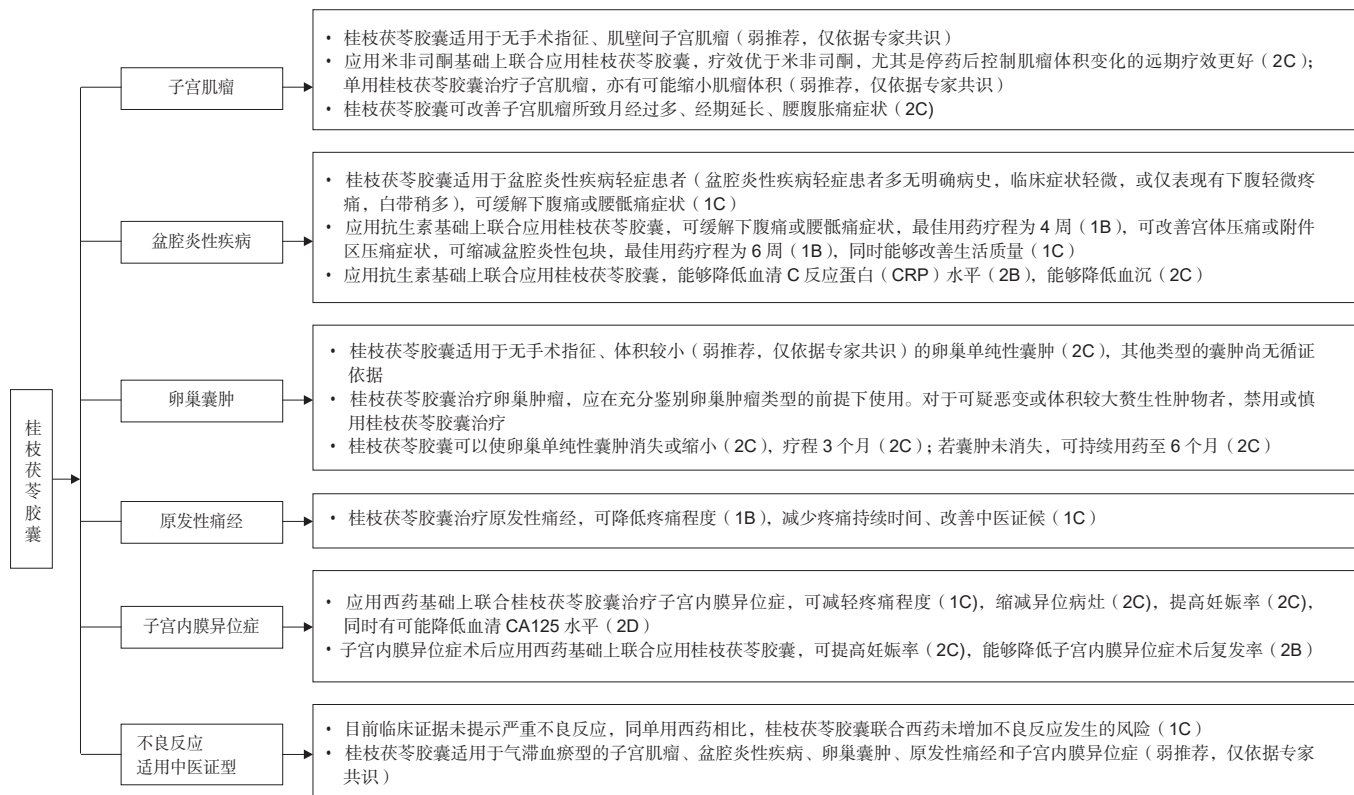 桂枝茯苓胶囊
子宫肌瘤
• 桂枝茯苓胶囊适用于无手术指征、肌壁间子宫肌瘤（弱推荐，仅依据专家共识）
• 应用米非司酮基础上联合应用桂枝茯苓胶囊，疗效优于米非司酮，尤其是停药后控制肌瘤体积变化的远期疗效更好（2C）；
单用桂枝茯苓胶囊治疗子宫肌瘤，亦有可能缩小肌瘤体积（弱推荐，仅依据专家共识）
• 桂枝茯苓胶囊可改善子宫肌瘤所致月经过多、经期延长、腰腹胀痛症状（2C)
盆腔炎性疾病
• 桂枝茯苓胶囊适用于盆腔炎性疾病轻症患者（盆腔炎性疾病轻症患者多无明确病史，临床症状轻微，或仅表现有下腹轻微疼
痛，白带稍多），可缓解下腹痛或腰骶痛症状（1C）
• 应用抗生素基础上联合应用桂枝茯苓胶囊，可缓解下腹痛或腰骶痛症状，最佳用药疗程为 4 周（1B），可改善宫体压痛或附件
区压痛症状，可缩减盆腔炎性包块，最佳用药疗程为 6 周（1B），同时能够改善生活质量（1C）
• 应用抗生素基础上联合应用桂枝茯苓胶囊，能够降低血清 C 反应蛋白（CRP）水平（2B），能够降低血沉（2C）
卵巢囊肿
• 桂枝茯苓胶囊适用于无手术指征、体积较小（弱推荐，仅依据专家共识）的卵巢单纯性囊肿（2C），其他类型的囊肿尚无循证
依据
• 桂枝茯苓胶囊治疗卵巢肿瘤，应在充分鉴别卵巢肿瘤类型的前提下使用。对于可疑恶变或体积较大赘生性肿物者，禁用或慎
用桂枝茯苓胶囊治疗
• 桂枝茯苓胶囊可以使卵巢单纯性囊肿消失或缩小（2C），疗程 3 个月（2C）；若囊肿未消失，可持续用药至 6 个月（2C）
原发性痛经
• 桂枝茯苓胶囊治疗原发性痛经，可降低疼痛程度（1B），减少疼痛持续时间、改善中医证候（1C）
子宫内膜异位症
• 应用西药基础上联合桂枝茯苓胶囊治疗子宫内膜异位症，可减轻疼痛程度（1C），缩减异位病灶（2C），提高妊娠率（2C），
同时有可能降低血清 CA125 水平（2D）
• 子宫内膜异位症术后应用西药基础上联合应用桂枝茯苓胶囊，可提高妊娠率（2C），能够降低子宫内膜异位症术后复发率（2B）
不良反应
适用中医证型
• 目前临床证据未提示严重不良反应，同单用西药相比，桂枝茯苓胶囊联合西药未增加不良反应发生的风险（1C）
• 桂枝茯苓胶囊适用于气滞血瘀型的子宫肌瘤、盆腔炎性疾病、卵巢囊肿、原发性痛经和子宫内膜异位症（弱推荐，仅依据专家
共识）